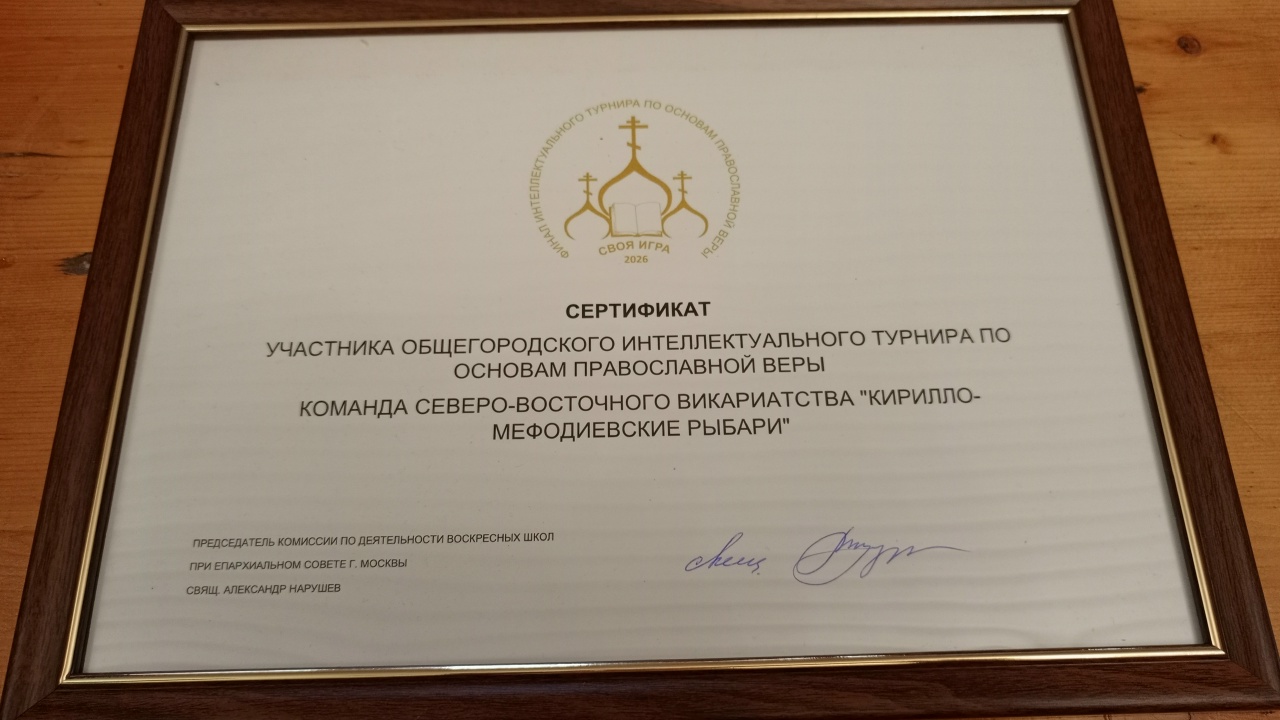 ФИНАЛ ИНТЕЛЛЕКТУАЛЬНОГО ТУРНИРА ПО ОСНОВАМ ПРАВОСЛАВНОЙ ВЕРЫ
СВОЯ ИГРА
2026
СЕРТИФИКАТ
УЧАСТНИКА ОБЩЕГОРОДСКОГО ИНТЕЛЛЕКТУАЛЬНОГО ТУРНИРА ПО
ОСНОВАМ ПРАВОСЛАВНОЙ ВЕРЫ
КОМАНДА СЕВЕРО-ВОСТОЧНОГО ВИКАРИАТСТВА "КИРИЛЛО-
МЕФОДИЕВСКИЕ РЫБАРИ"
ПРЕДСЕДАТЕЛЬ КОМИССИИ ПО ДЕЯТЕЛЬНОСТИ ВОСКРЕСНЫХ ШКОЛ
ПРИ ЕПАРХИАЛЬНОМ СОВЕТЕ Г. МОСКВЫ
СВЯЩ. АЛЕКСАНДР НАРУШЕВ